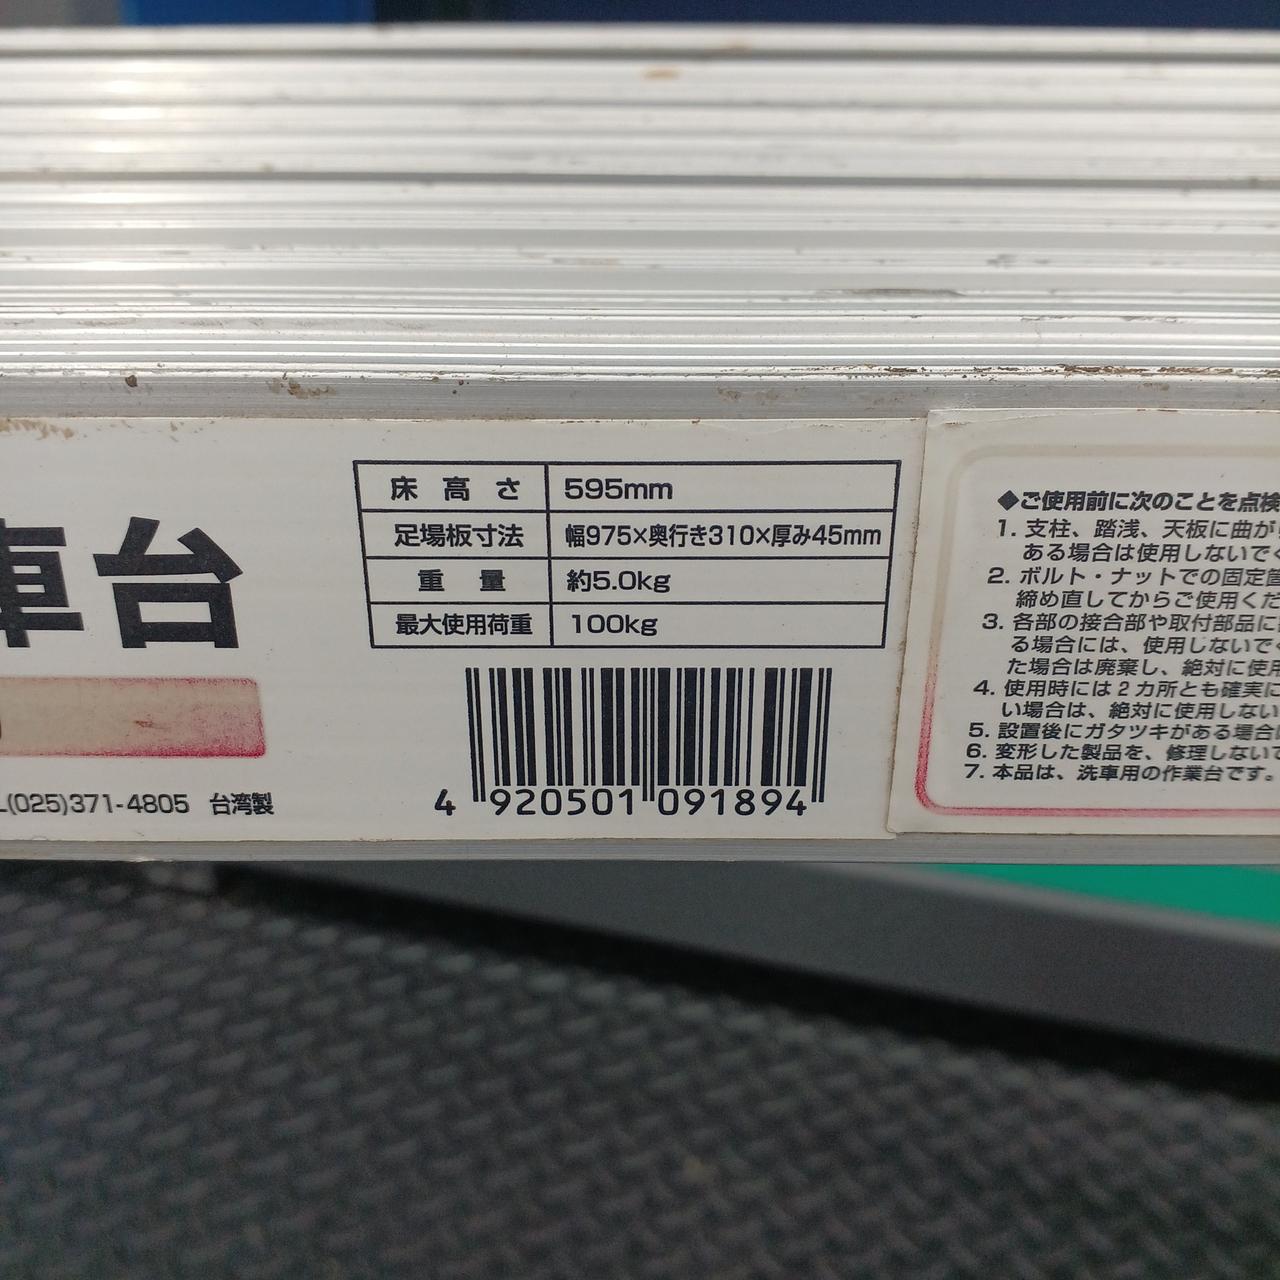 車台
L(025)371-4805 台湾製
床高さ 595mm
足場板寸法 幅975×奥行き310×厚み45mm
重量 約5.0kg
最大使用荷重 100kg
4 920501 091894
◆ご使用前に次のことを点検
1. 支柱、踏浅、天板に曲が
ある場合は使用しないでく
2. ボルト・ナットでの固定箇
締め直してからご使用くだ
3. 各部の接合部や取付部品に
る場合には、使用しないで
た場合は廃棄し、絶対に使用
4. 使用時には2カ所とも確実に
い場合は、絶対に使用しない
5. 設置後にガタツキがある場合
6. 変形した製品を、修理しないで
7. 本品は、洗車用の作業台です。